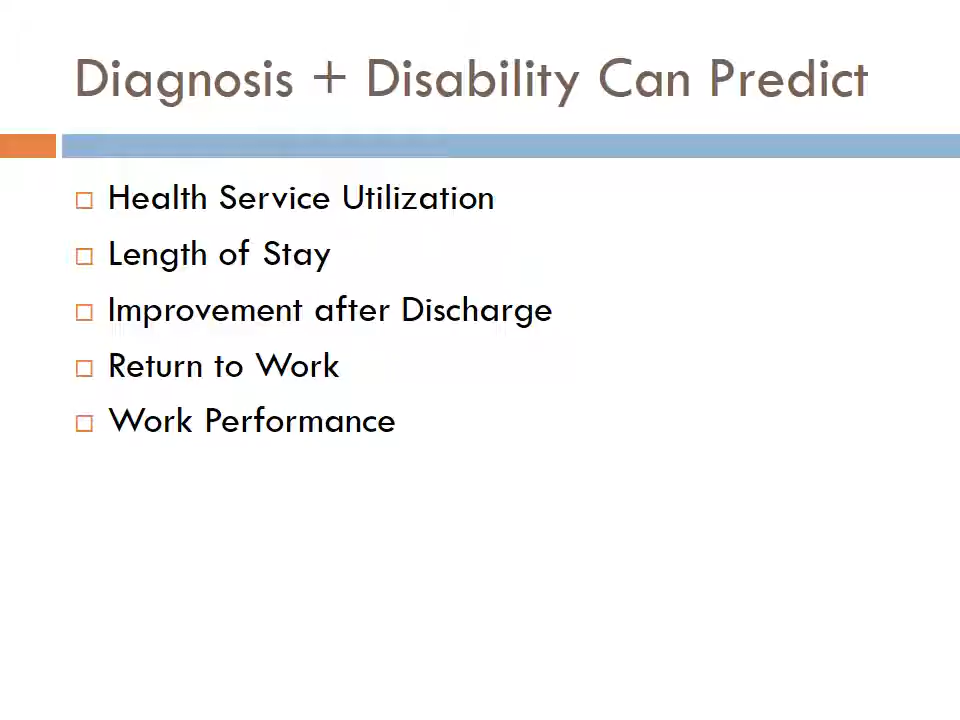 Diagnosis + Disability Can Predict
Health Service Utilization
Length of Stay
Improvement after Discharge
Return to Work
Work Performance